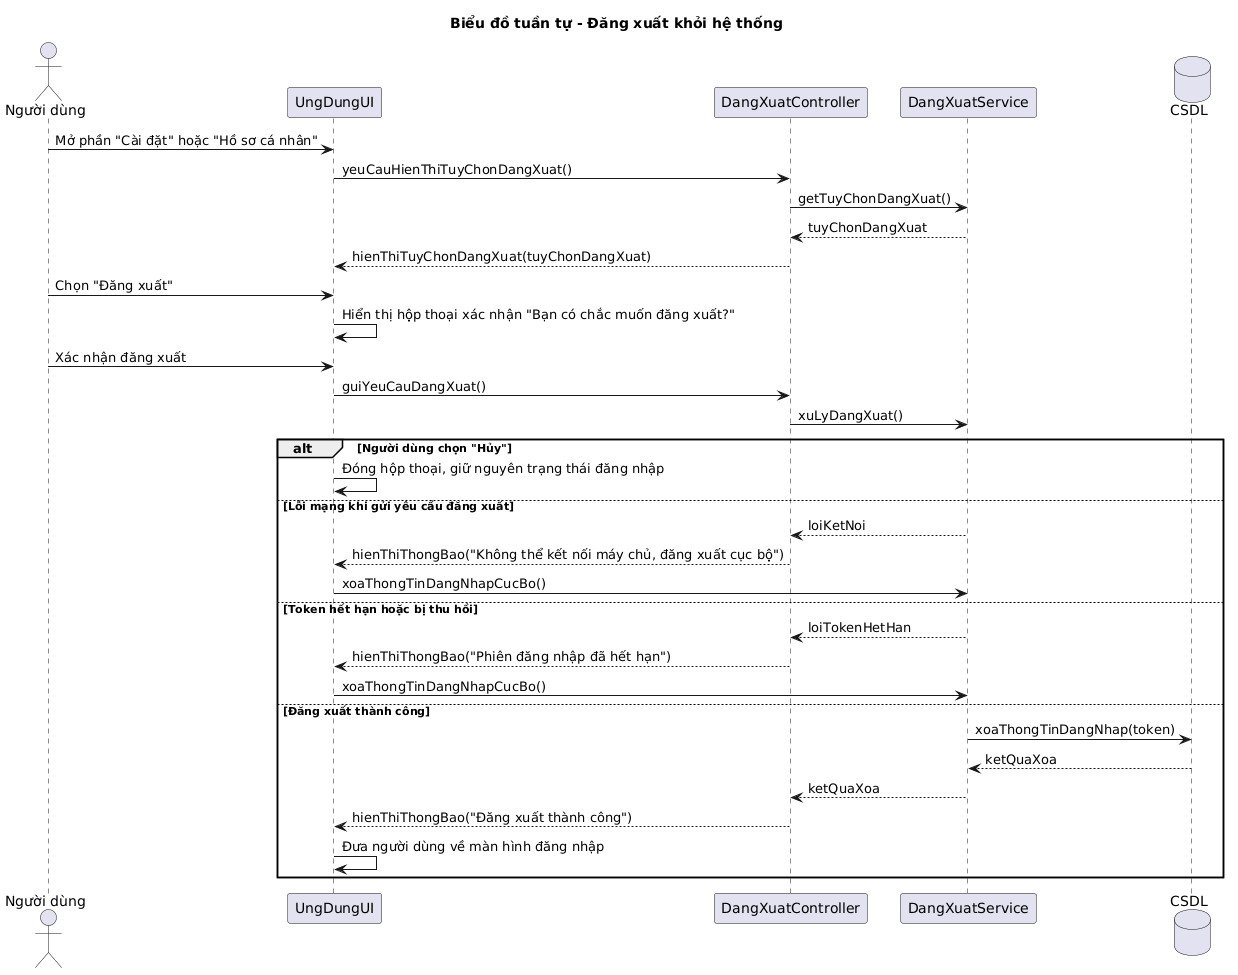 Biểu đồ tuần tự - Đăng xuất khỏi hệ thống
Người dùng
UngDungUI
DangXuatController
DangXuatService
CSDL
Mở phần "Cài đặt" hoặc "Hồ sơ cá nhân"
yeuCauHienThiTuyChonDangXuat()
getTuyChonDangXuat()
tuyChonDangXuat
hienThiTuyChonDangXuat(tuyChonDangXuat)
Chọn "Đăng xuất"
Hiển thị hộp thoại xác nhận "Bạn có chắc muốn đăng xuất?"
Xác nhận đăng xuất
guiYeuCauDangXuat()
xuLyDangXuat()
alt [Người dùng chọn "Hủy"]
Đóng hộp thoại, giữ nguyên trạng thái đăng nhập
[Lỗi mạng khi gửi yêu cầu đăng xuất]
loiKetNoi
hienThiThongBao("Không thể kết nối máy chủ, đăng xuất cục bộ")
xoaThongTinDangNhapCucBo()
[Token hết hạn hoặc bị thu hồi]
loiTokenHetHan
hienThiThongBao("Phiên đăng nhập đã hết hạn")
xoaThongTinDangNhapCucBo()
[Đăng xuất thành công]
xoaThongTinDangNhap(token)
ketQuaXoa
ketQuaXoa
hienThiThongBao("Đăng xuất thành công")
Đưa người dùng về màn hình đăng nhập
Người dùng
UngDungUI
DangXuatController
DangXuatService
CSDL